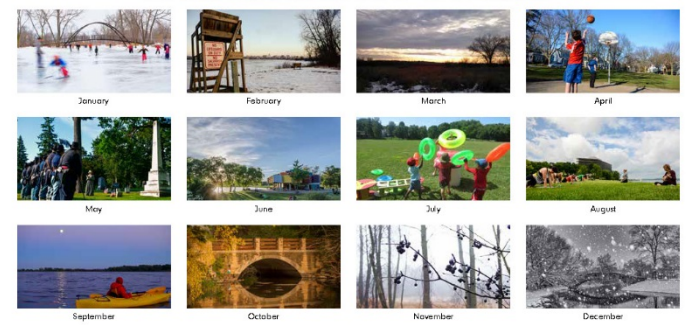 January
February
March
April
May
June
July
August
September
October
November
December